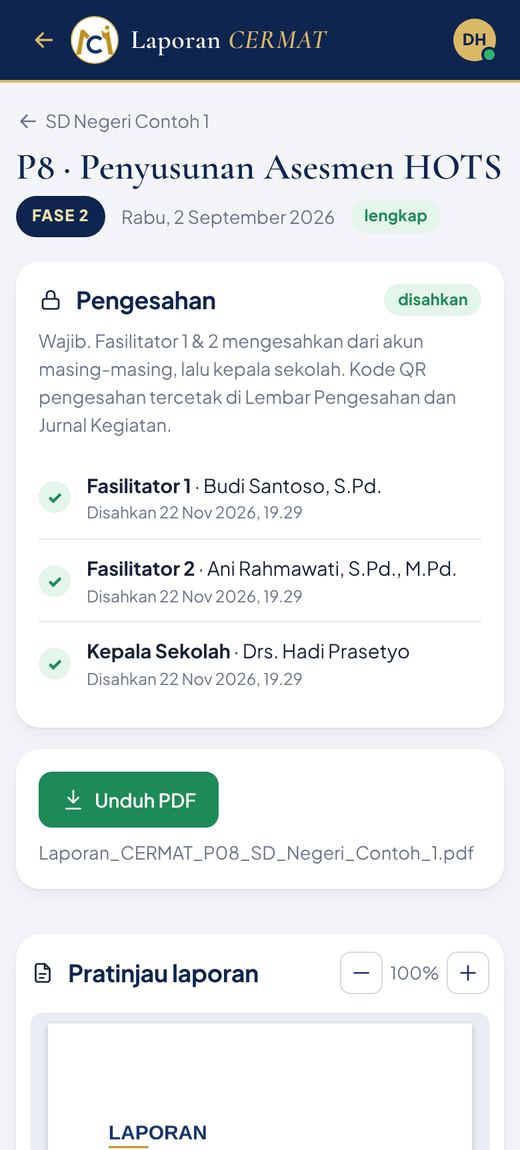 Laporan CERMAT
DH
← SD Negeri Contoh 1
P8 · Penyusunan Asesmen HOTS
FASE 2
Rabu, 2 September 2026
lengkap
Pengesahan
disahkan
Wajib. Fasilitator 1 & 2 mengesahkan dari akun
masing-masing, lalu kepala sekolah. Kode QR
pengesahan tercetak di Lembar Pengesahan dan
Jurnal Kegiatan.
Fasilitator 1 · Budi Santoso, S.Pd.
Disahkan 22 Nov 2026, 19.29
Fasilitator 2 · Ani Rahmawati, S.Pd., M.Pd.
Disahkan 22 Nov 2026, 19.29
Kepala Sekolah · Drs. Hadi Prasetyo
Disahkan 22 Nov 2026, 19.29
Unduh PDF
Laporan_CERMAT_P08_SD_Negeri_Contoh_1.pdf
Pratinjau laporan
− 100% +
LAPORAN